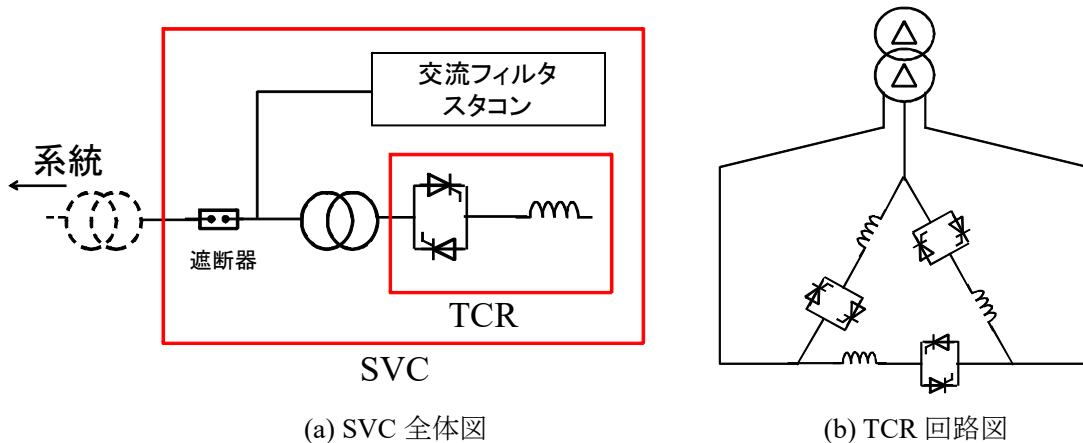 交流フィルタ
スタコン
系統
遮断器
TCR
SVC
(a) SVC 全体図
(b) TCR 回路図